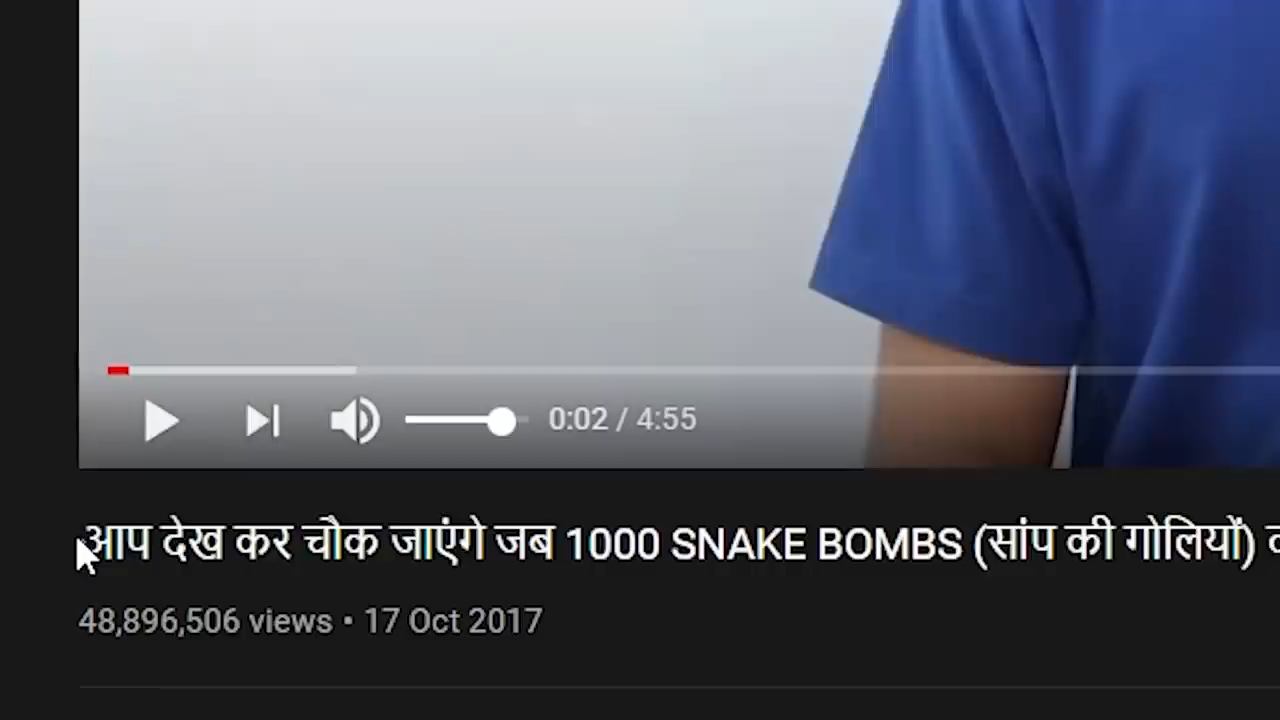 0:02 / 4:55
आप देख कर चौंक जाएंगे जब 1000 SNAKE BOMBS (सांप की गोलियों)
48,896,506 views • 17 Oct 2017